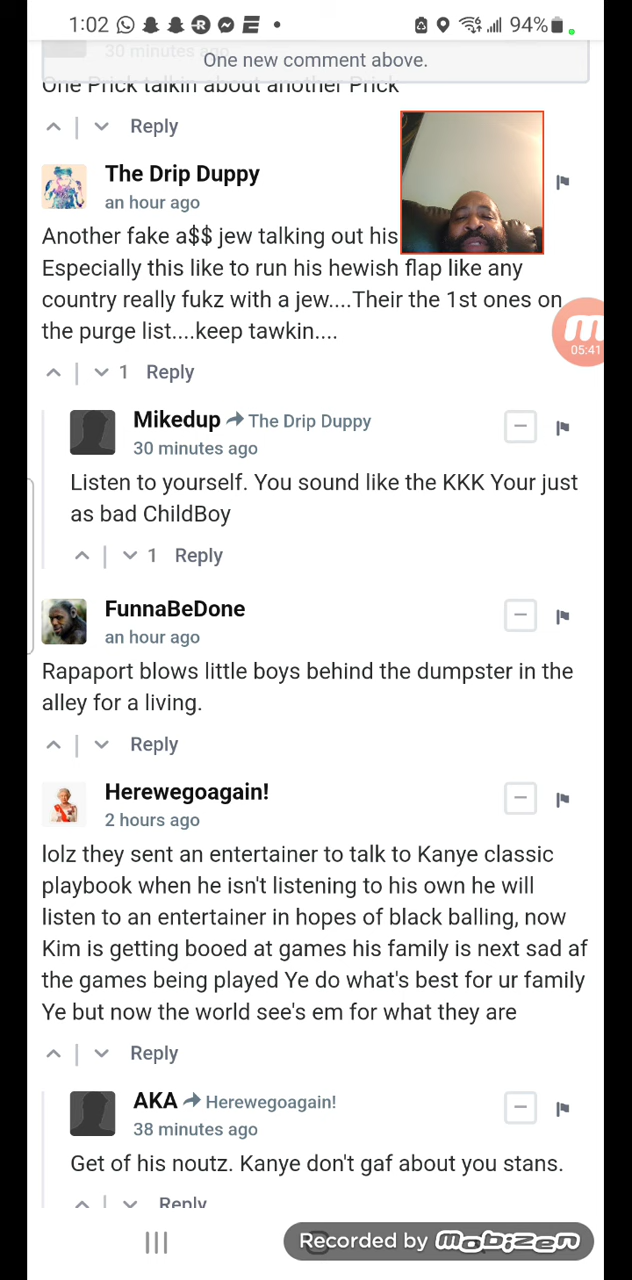 1:02 94%
30 minutes ago
One new comment above.
One Prick talkin about another Prick
Reply
The Drip Duppy
an hour ago
Another fake a$$ jew talking out his
Especially this like to run his hewish flap like any
country really fukz with a jew....Their the 1st ones on
the purge list....keep tawkin....
05:41
1 Reply
Mikedup The Drip Duppy
30 minutes ago
Listen to yourself. You sound like the KKK Your just
as bad ChildBoy
1 Reply
FunnaBeDone
an hour ago
Rapaport blows little boys behind the dumpster in the
alley for a living.
Reply
Herewegoagain!
2 hours ago
lolz they sent an entertainer to talk to Kanye classic
playbook when he isn't listening to his own he will
listen to an entertainer in hopes of black balling, now
Kim is getting booed at games his family is next sad af
the games being played Ye do what's best for ur family
Ye but now the world see's em for what they are
Reply
AKA Herewegoagain!
38 minutes ago
Get of his noutz. Kanye don't gaf about you stans.
Reply
Recorded by mobizen